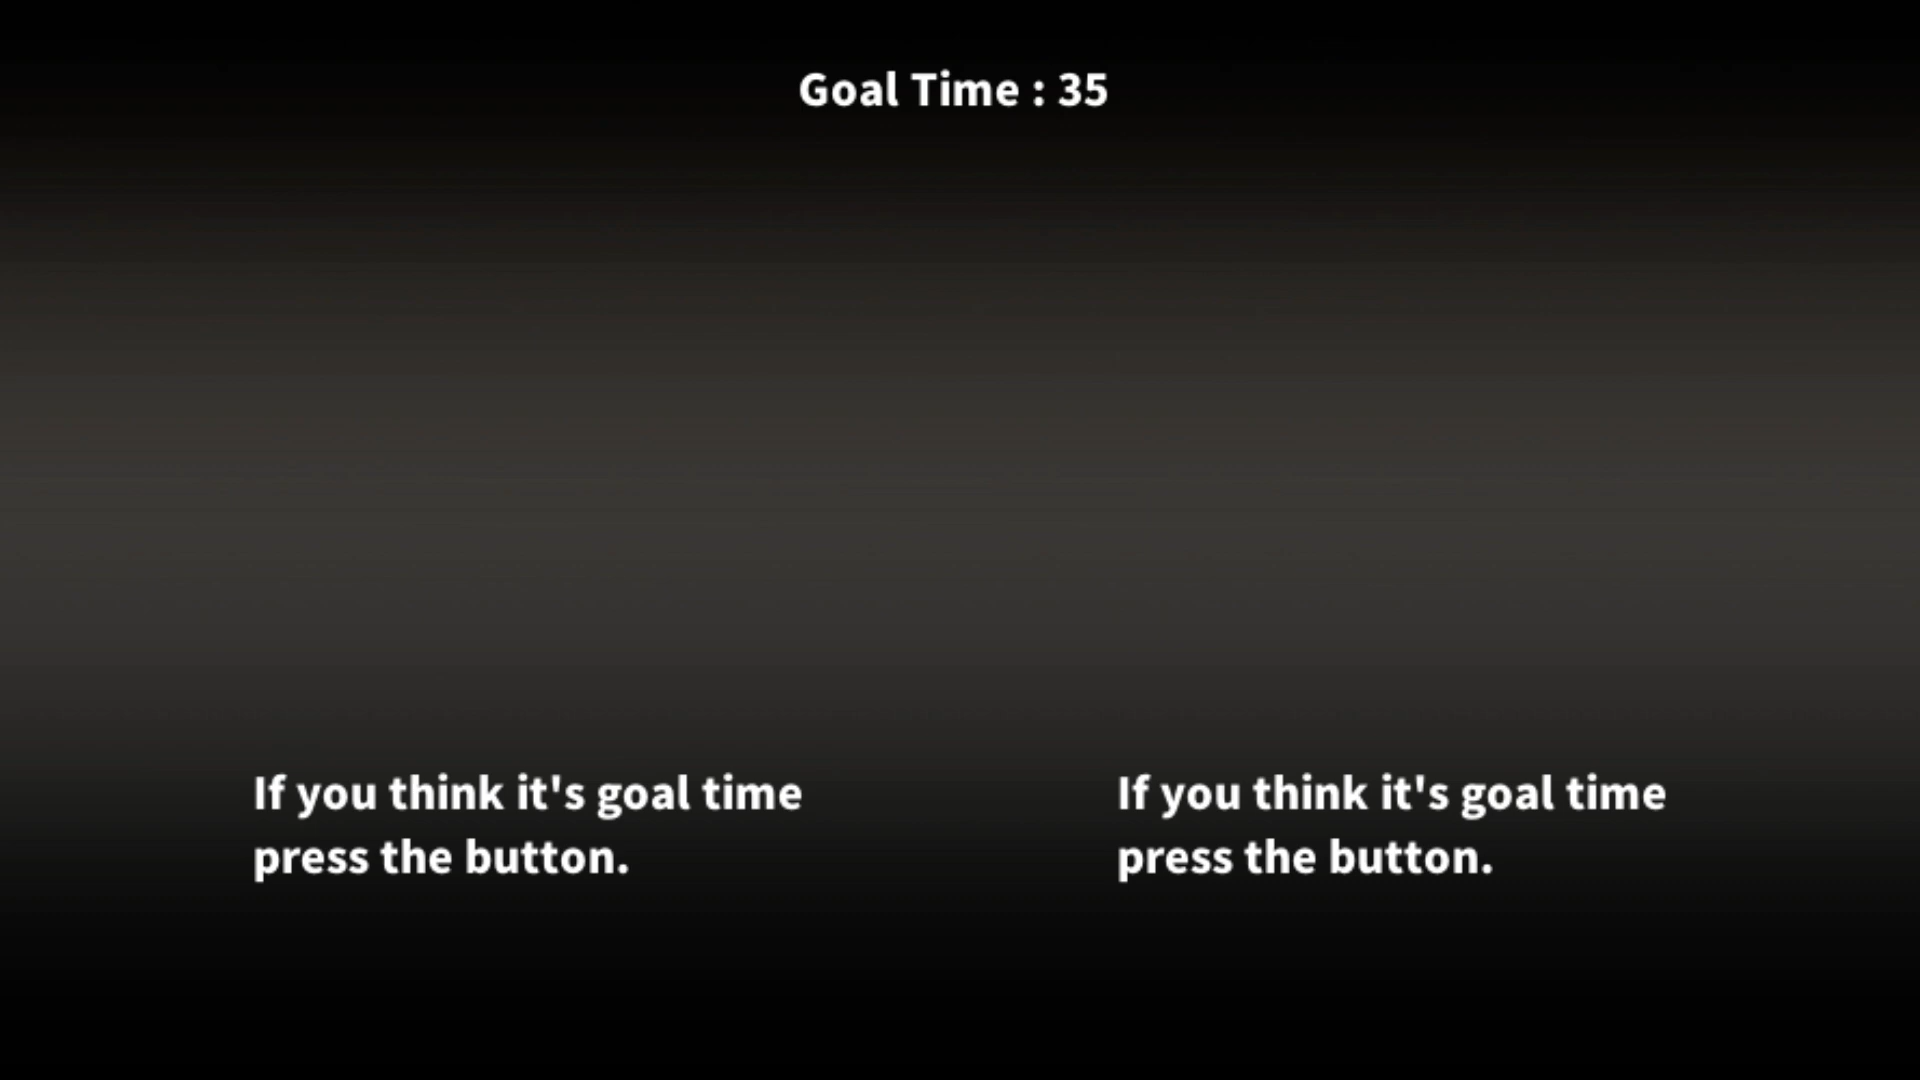 Goal Time : 35
If you think it's goal time
press the button.
If you think it's goal time
press the button.